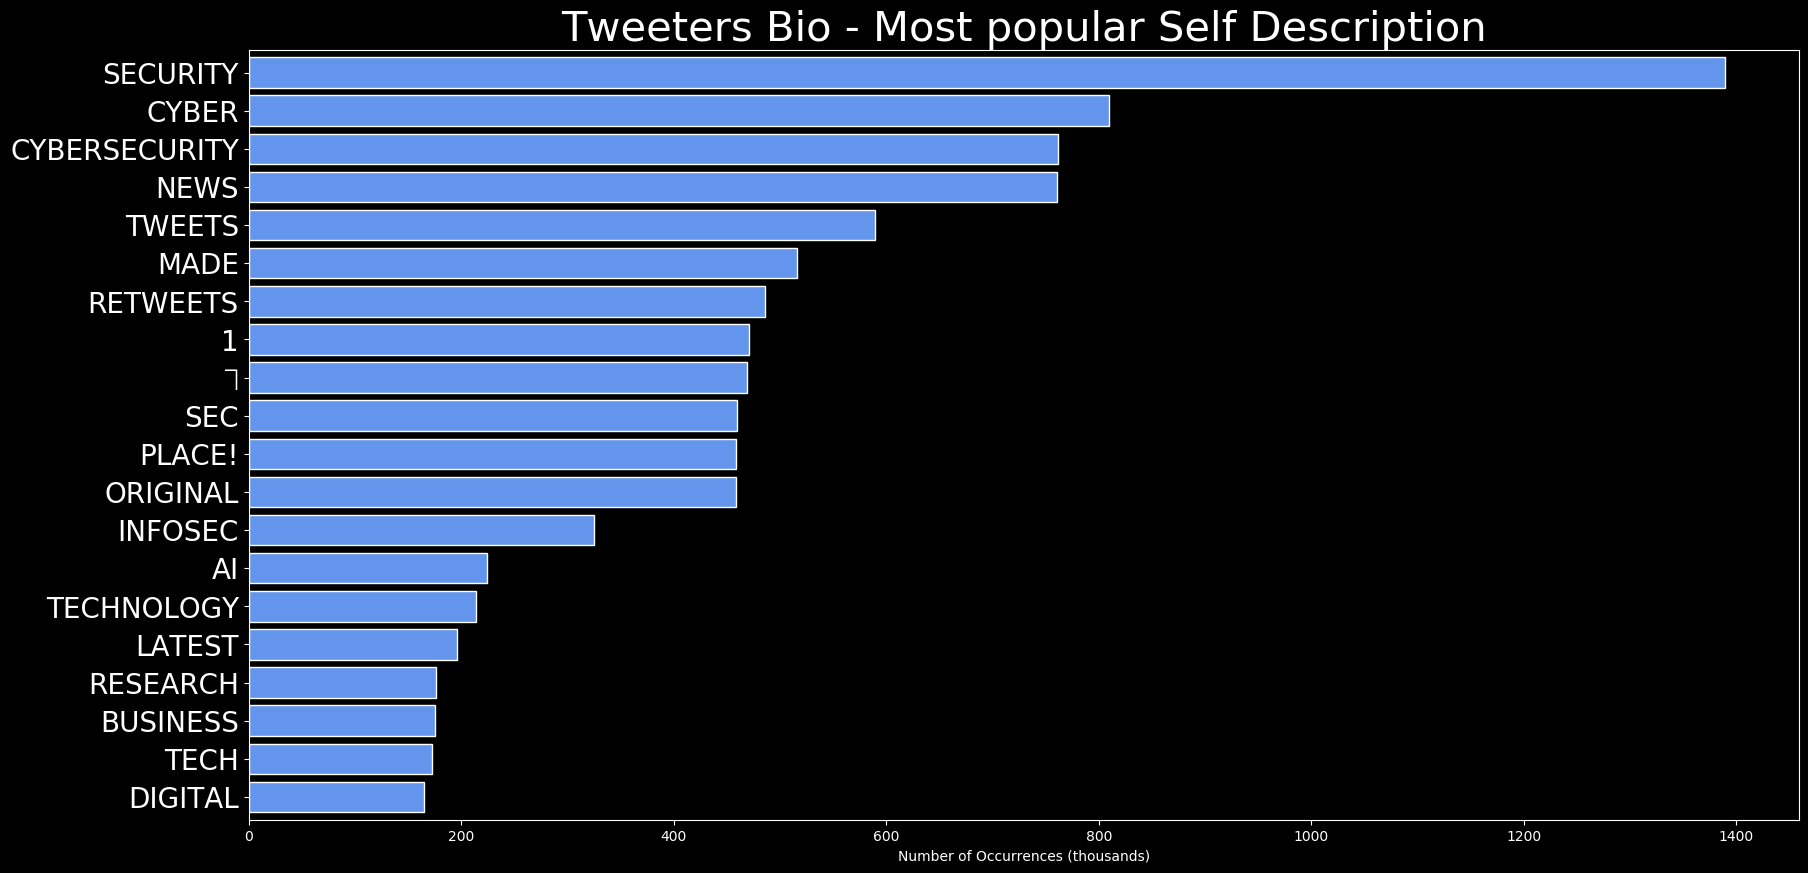 Tweeters Bio - Most popular Self Description
SECURITY
CYBER
CYBERSECURITY
NEWS
TWEETS
MADE
RETWEETS
1
SEC
PLACE!
ORIGINAL
INFOSEC
AI
TECHNOLOGY
LATEST
RESEARCH
BUSINESS
TECH
DIGITAL
0 200 400 600 800 1000 1200 1400
Number of Occurrences (thousands)